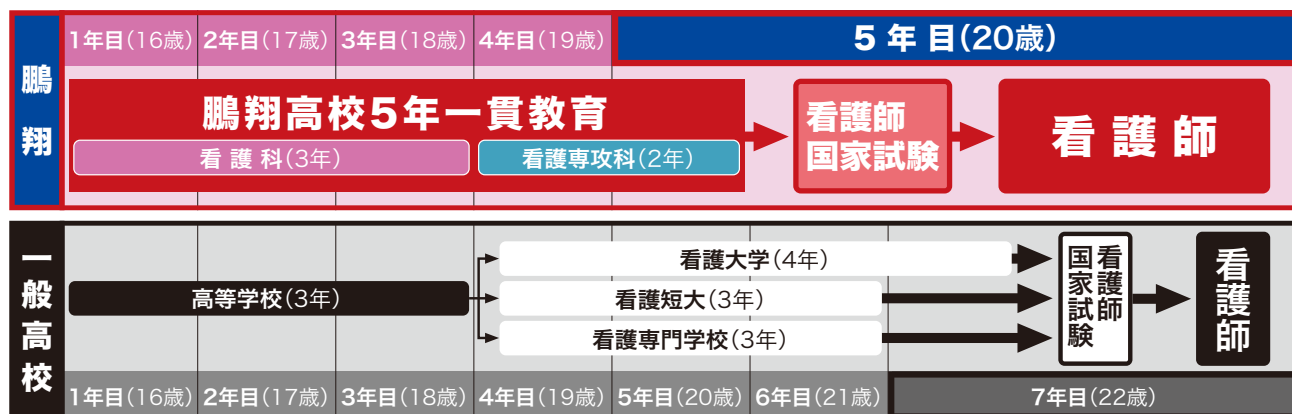 鵬翔
1年目(16歳) 2年目(17歳) 3年目(18歳) 4年目(19歳) 5年目(20歳)
鵬翔高校5年一貫教育
看護科(3年) 看護専攻科(2年)
看護師
国家試験
看護師
一般高校
高等学校(3年)
看護大学(4年)
看護短大(3年)
看護専門学校(3年)
看護師
国家試験
看護師
1年目(16歳) 2年目(17歳) 3年目(18歳) 4年目(19歳) 5年目(20歳) 6年目(21歳) 7年目(22歳)